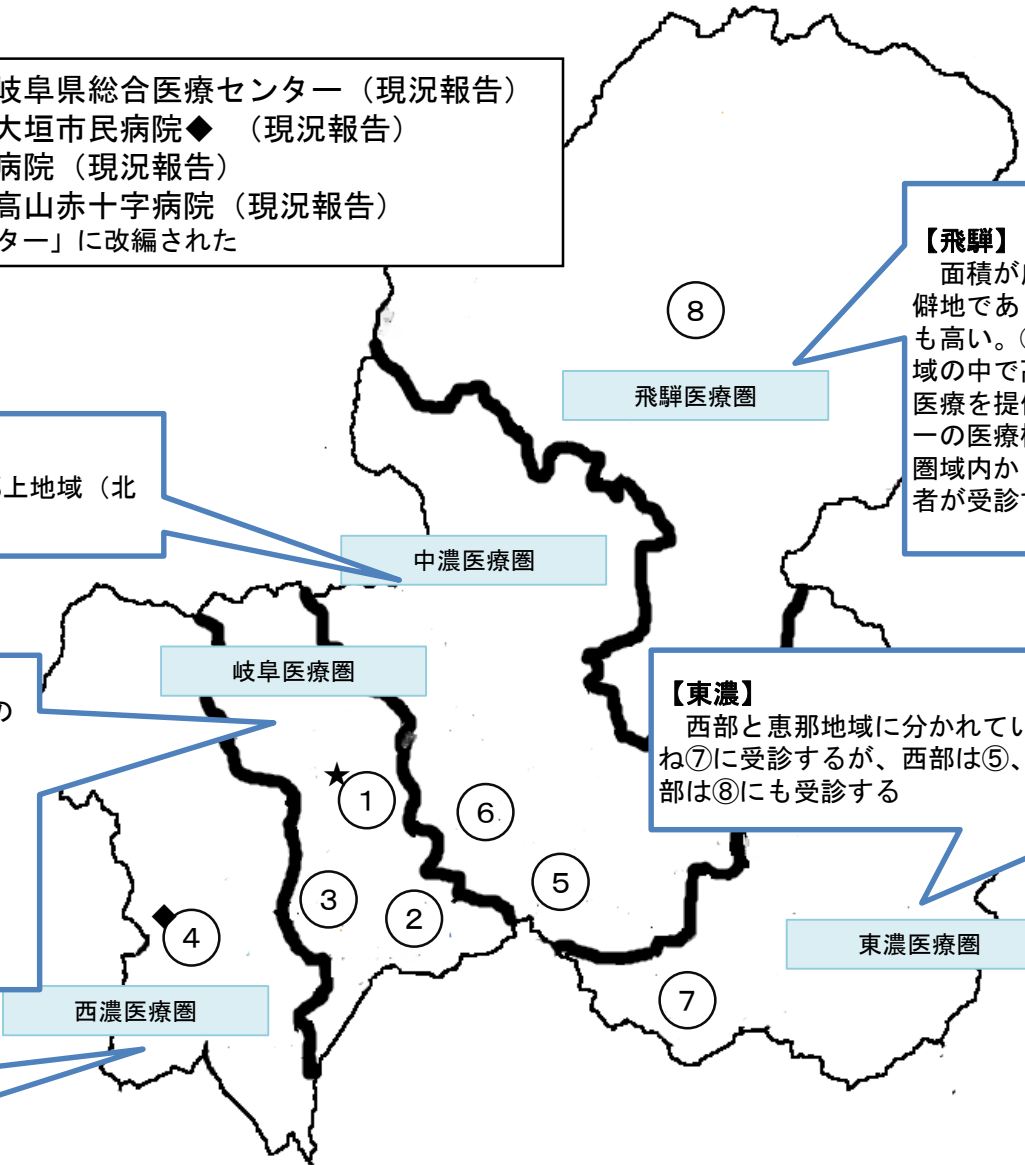 岐阜県総合医療センター（現況報告）
大垣市民病院◆　（現況報告）
病院（現況報告）
高山赤十字病院（現況報告）
ター」に改編された
【飛騨】
面積が
僻地であ
も高い。
域の中で
医療を提
ーの医療
圏域内か
者が受診
⑧
飛騨医療圏
上地域（北
中濃医療圏
岐阜医療圏
の
【東濃】
西部と恵那地域に分かれてい
ね⑦に受診するが、西部は⑤、
部は⑧にも受診する
★
①
⑥
⑤
③
②
◆
④
東濃医療圏
西濃医療圏
⑦